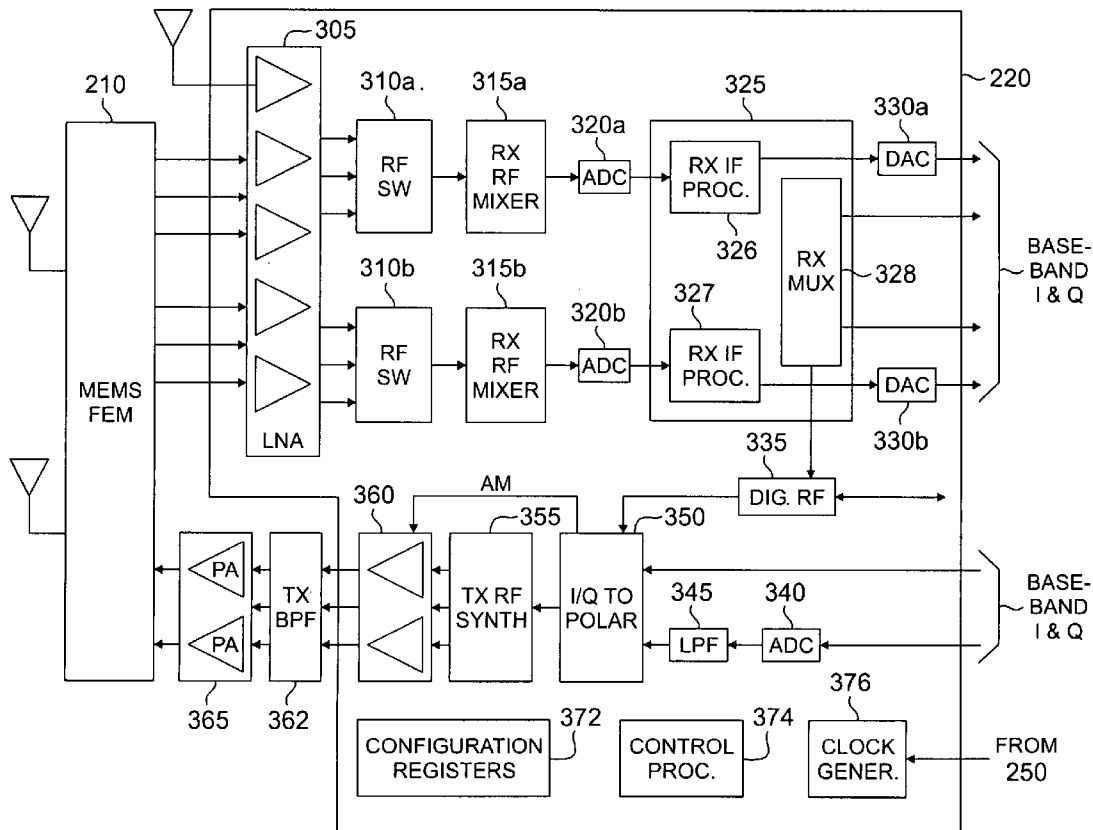 305
210
310a.
315a
325
220
320a
330a
RF
SW
RX
RF
MIXER
ADC
RX IF
PROC.
DAC
326
RX
MUX
328
BASE-
BAND
I & Q
310b
315b
327
320b
RF
SW
RX
RF
MIXER
ADC
RX IF
PROC.
DAC
MEMS
FEM
LNA
330b
335
AM
DIG. RF
360
355
350
PA
PA
TX
BPF
TX RF
SYNTH
I/Q TO
POLAR
345
340
LPF
ADC
BASE-
BAND
I & Q
365
362
372
374
376
CONFIGURATION
REGISTERS
CONTROL
PROC.
CLOCK
GENER.
FROM
250